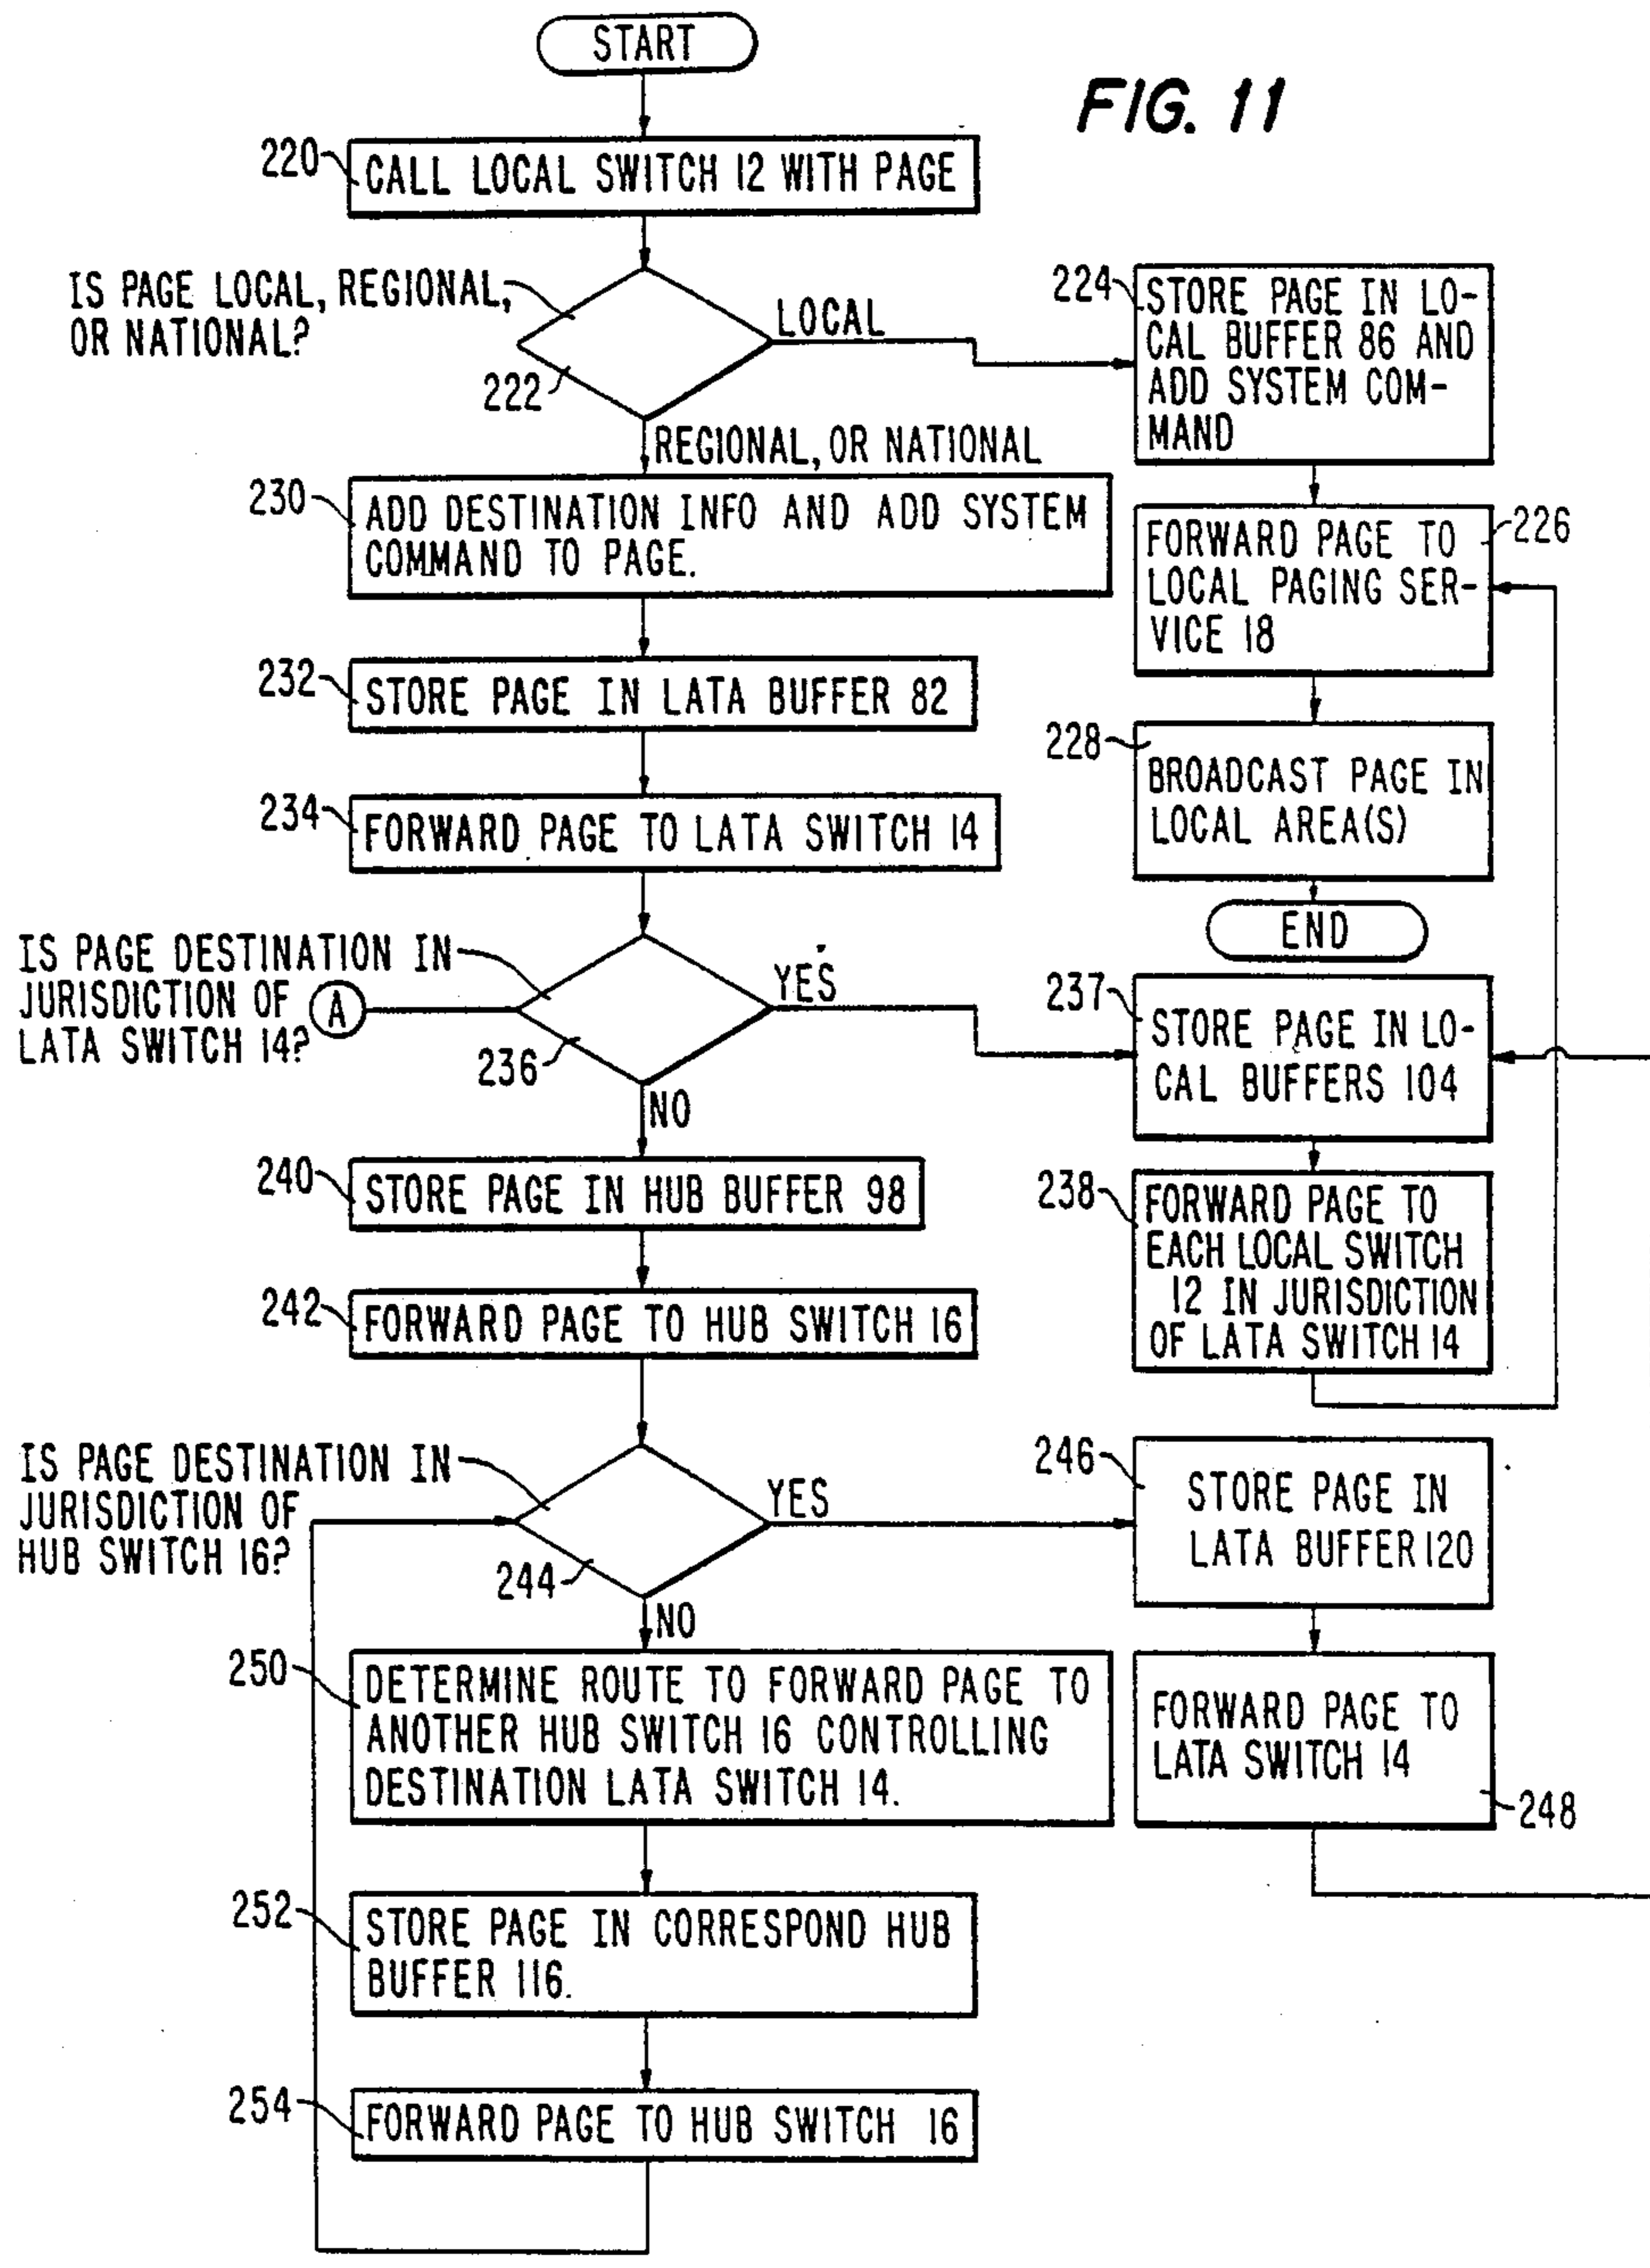 START
FIG. 11
220
CALL LOCAL SWITCH 12 WITH PAGE
IS PAGE LOCAL, REGIONAL,
OR NATIONAL?
222
LOCAL
REGIONAL, OR NATIONAL
224
STORE PAGE IN LO-
CAL BUFFER 86 AND
ADD SYSTEM COM-
MAND
230
ADD DESTINATION INFO AND ADD SYSTEM
COMMAND TO PAGE.
226
FORWARD PAGE TO
LOCAL PAGING SER-
VICE 18
232
STORE PAGE IN LATA BUFFER 82
228
BROADCAST PAGE IN
LOCAL AREA(S)
234
FORWARD PAGE TO LATA SWITCH 14
END
IS PAGE DESTINATION IN
JURISDICTION OF
LATA SWITCH 14?
A
236
YES
NO
237
STORE PAGE IN LO-
CAL BUFFERS 104
240
STORE PAGE IN HUB BUFFER 98
238
FORWARD PAGE TO
EACH LOCAL SWITCH
12 IN JURISDICTION
OF LATA SWITCH 14
242
FORWARD PAGE TO HUB SWITCH 16
IS PAGE DESTINATION IN
JURISDICTION OF
HUB SWITCH 16?
244
YES
NO
246
STORE PAGE IN
LATA BUFFER 120
250
DETERMINE ROUTE TO FORWARD PAGE TO
ANOTHER HUB SWITCH 16 CONTROLLING
DESTINATION LATA SWITCH 14.
FORWARD PAGE TO
LATA SWITCH 14
248
252
STORE PAGE IN CORRESPOND HUB
BUFFER 116.
254
FORWARD PAGE TO HUB SWITCH 16